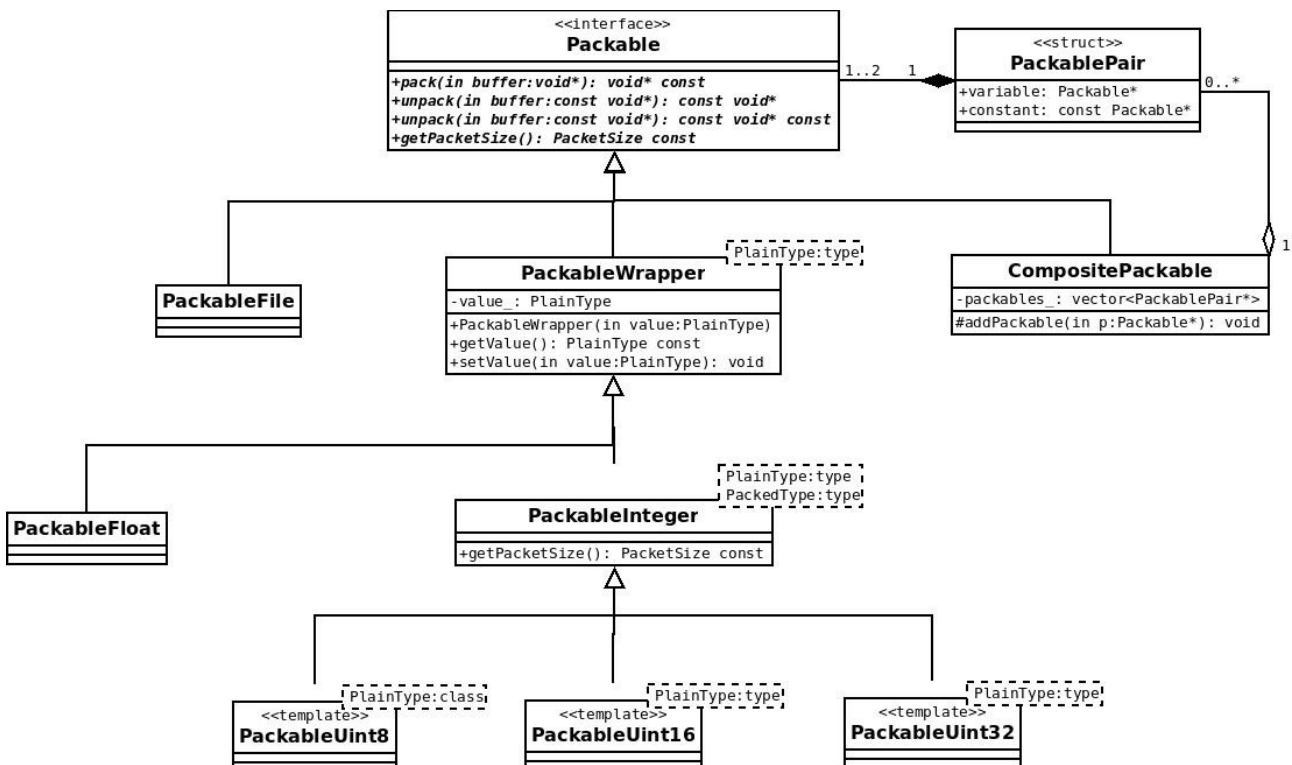 <<interface>>
Packable
+pack(in buffer:void*): void* const
+unpack(in buffer:const void*): const void*
+unpack(in buffer:const void*): const void* const
+getPacketSize(): PacketSize const
1..2
1
<<struct>>
PackablePair
+variable: Packable*
+constant: const Packable*
0..*
1
PackableFile
PlainType:type
PackableWrapper
-value_: PlainType
+PackableWrapper(in value:PlainType)
+getValue(): PlainType const
+setValue(in value:PlainType): void
CompositePackable
-packables_: vector<PackablePair*>
#addPackable(in p:Packable*): void
PackableFloat
PlainType:type
PackedType:type
PackableInteger
+getPacketSize(): PacketSize const
PlainType:class
<<template>>
PackableUint8
PlainType:type
<<template>>
PackableUint16
PlainType:type
<<template>>
PackableUint32